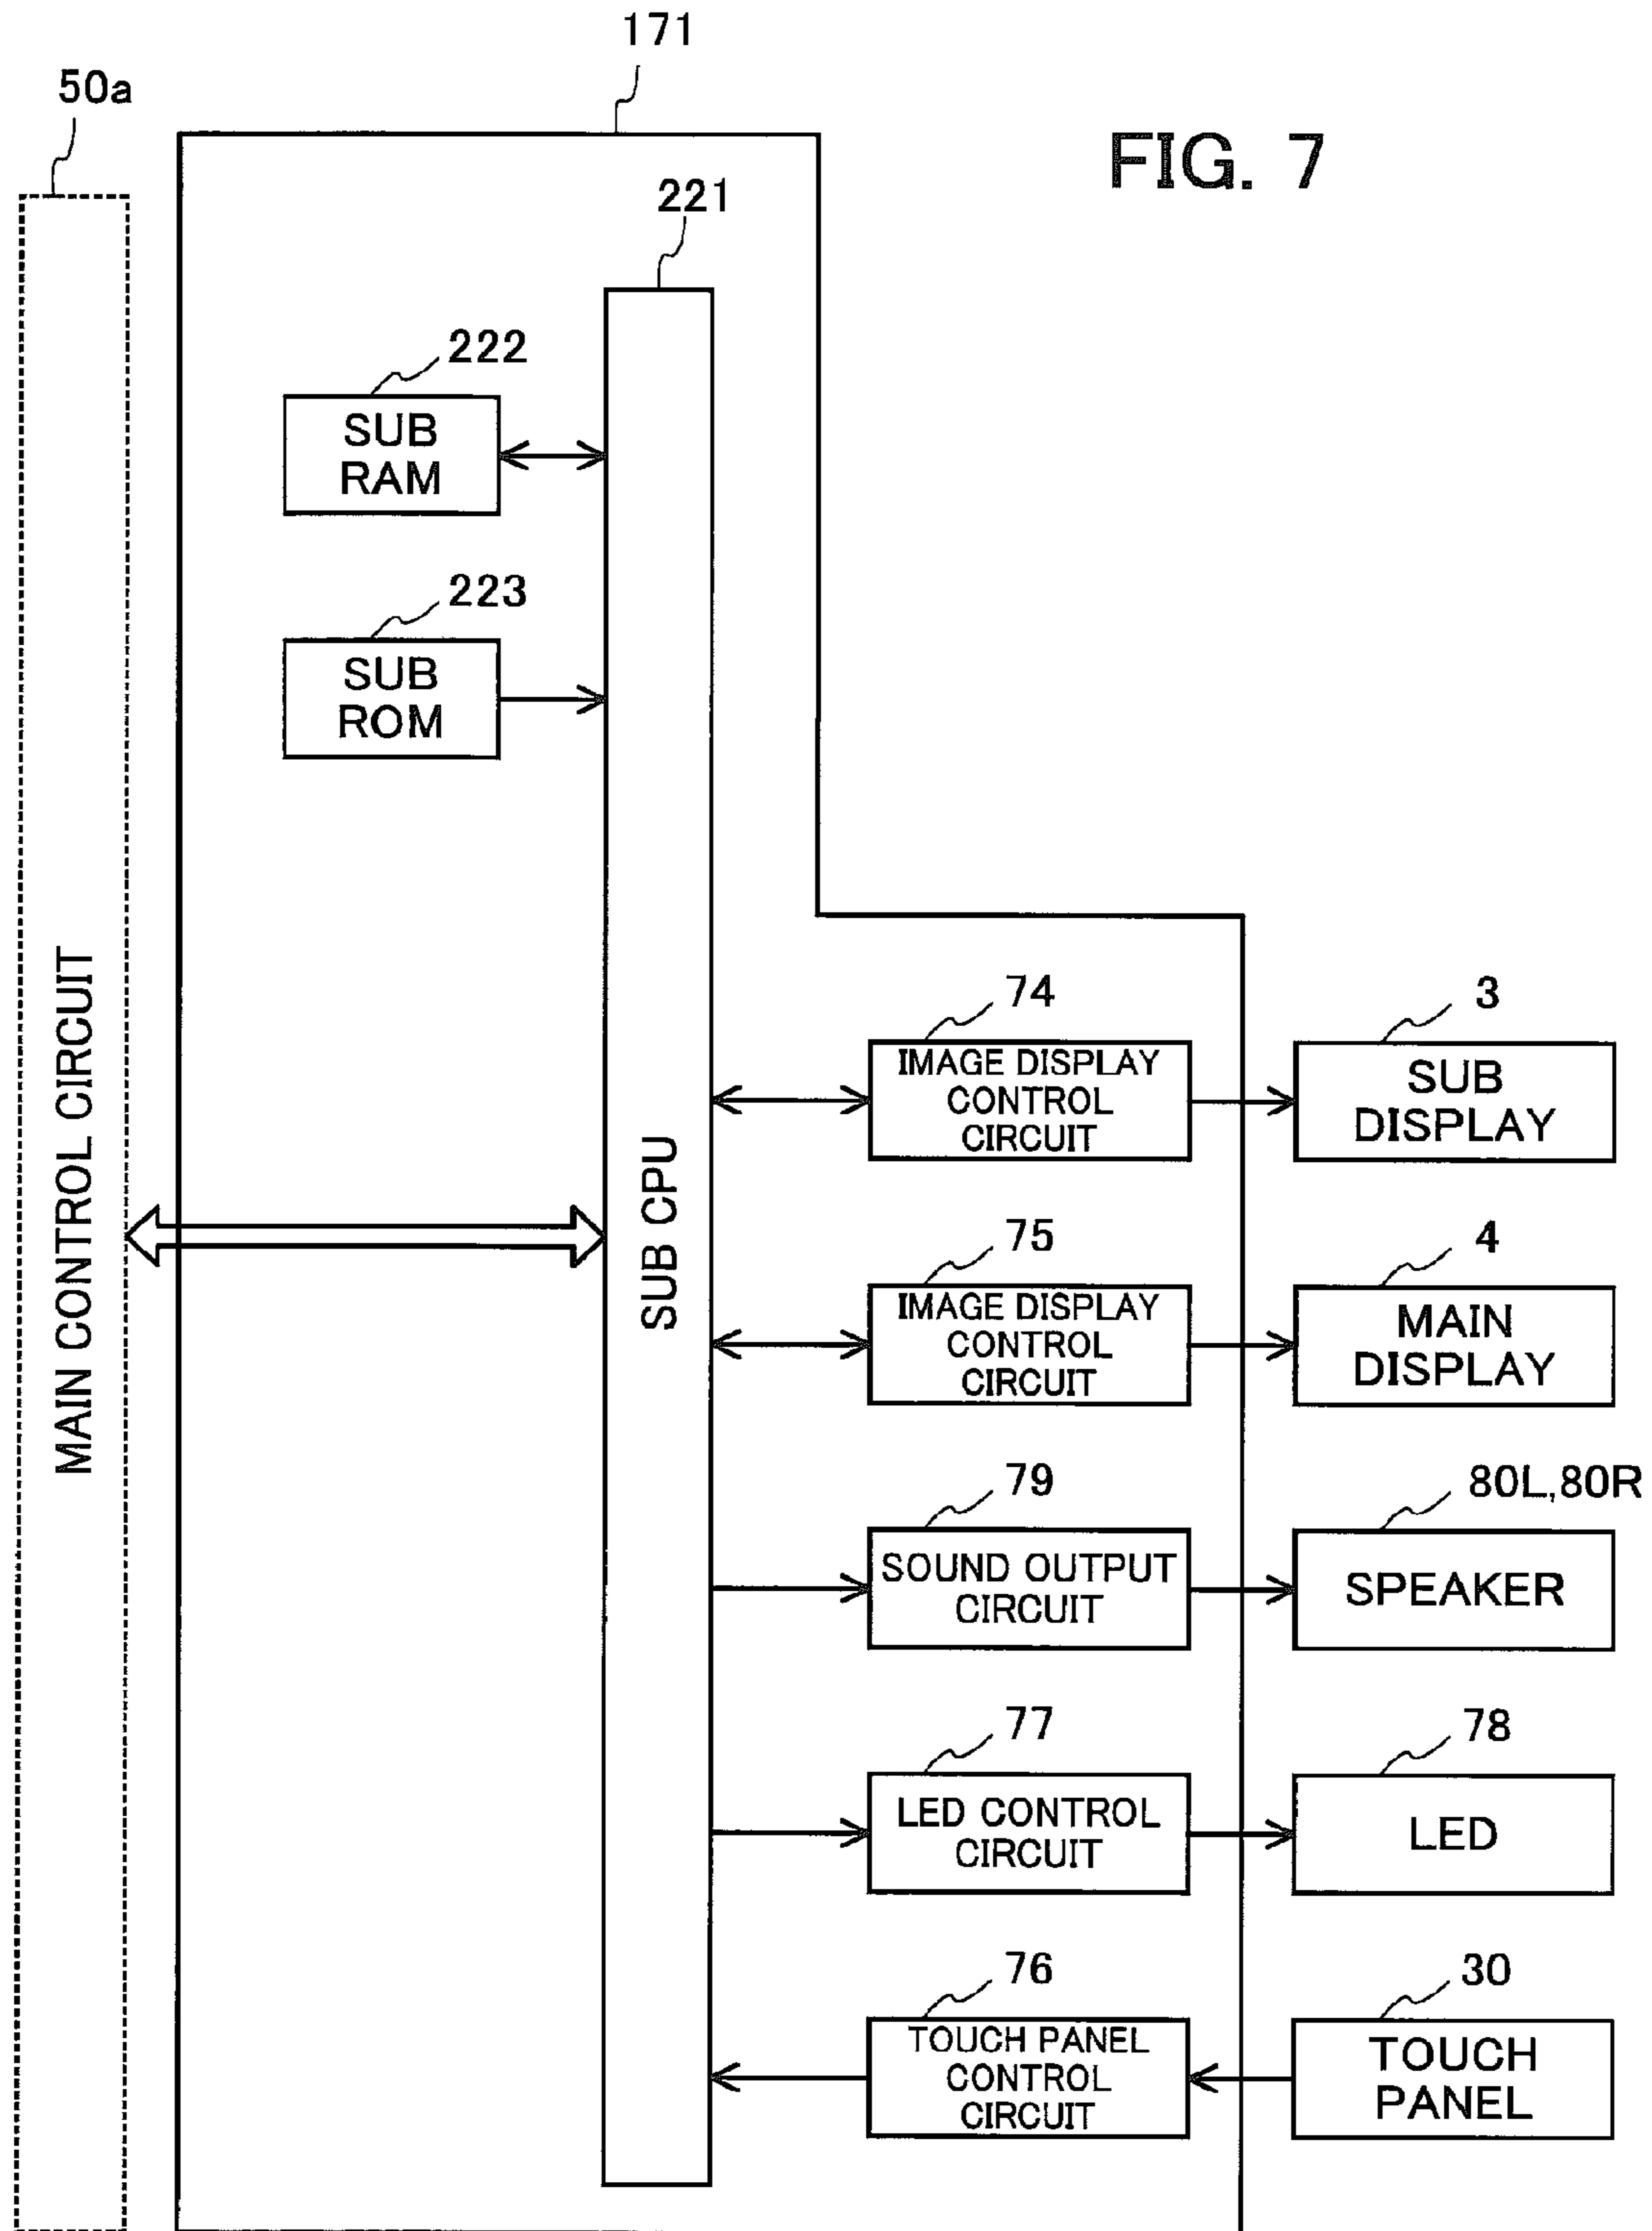 171
50a
FIG. 7
221
222
SUB
RAM
223
SUB
ROM
MAIN CONTROL CIRCUIT
SUB CPU
74
IMAGE DISPLAY
CONTROL
CIRCUIT
3
SUB
DISPLAY
75
IMAGE DISPLAY
CONTROL
CIRCUIT
4
MAIN
DISPLAY
79
SOUND OUTPUT
CIRCUIT
80L,80R
SPEAKER
77
LED CONTROL
CIRCUIT
78
LED
76
TOUCH PANEL
CONTROL
CIRCUIT
30
TOUCH
PANEL